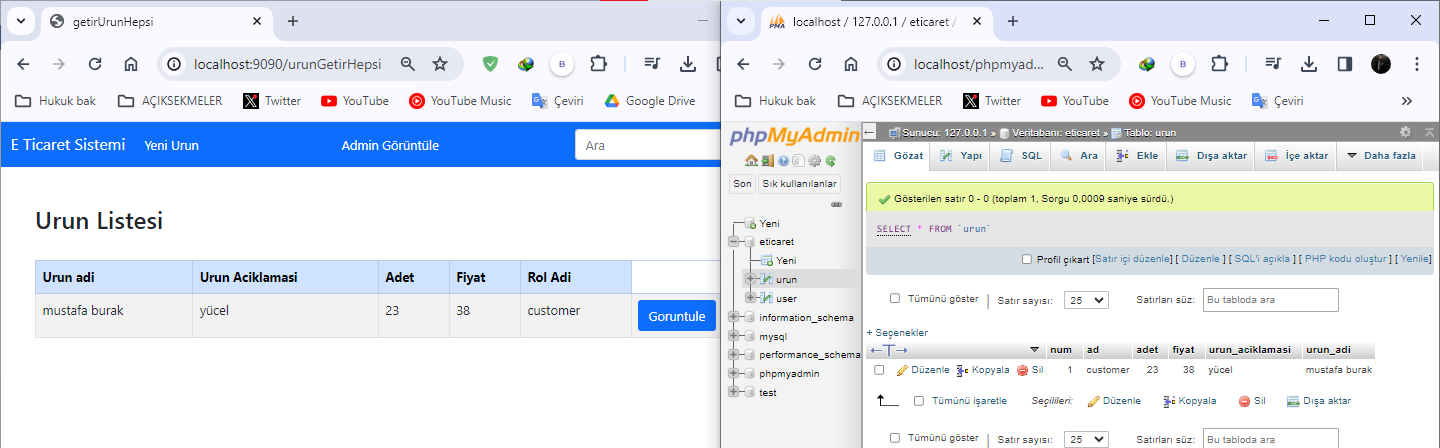 getirUrunHepsi
localhost:9090/urunGetirHepsi
B
Hukuk bak AÇIKSEKMELER Twitter YouTube YouTube Music Çeviri Google Drive
E Ticaret Sistemi Yeni Urun Admin Görüntüle Ara
Urun Listesi
Urun adi Urun Aciklamasi Adet Fiyat Rol Adi
mustafa burak yücel 23 38 customer Goruntule
PMA localhost / 127.0.0.1 / eticaret /
localhost/phpmyad...
B
Hukuk bak AÇIKSEKMELER Twitter YouTube Çeviri
phpMyAdmin
Son Sık kullanılanlar
Yeni
eticaret
Yeni
urun
user
information_schema
mysql
performance_schema
phpmyadmin
test
Sunucu: 127.0.0.1 » Veritabanı: eticaret » Tablo: urun
Gözat Yapı SQL Ara Ekle Dışa aktar İçe aktar Daha fazla
Gösterilen satır 0 - 0 (toplam 1, Sorgu 0,0009 saniye sürdü.)
SELECT * FROM `urun`
Profil çıkart [Satır içi düzenle] [ Düzenle ] [ SQL'i açıkla ] [ PHP kodu oluştur ] [ Yenile]
Tümünü göster Satır sayısı: 25 Satırları süz: Bu tabloda ara
+ Seçenekler
←T→ num ad adet fiyat urun_aciklamasi urun_adi
Düzenle Kopyala Sil 1 customer 23 38 yücel mustafa burak
Tümünü işaretle Seçilileri: Düzenle Kopyala Sil Dışa aktar
Tümünü göster Satır sayısı: 25 Satırları süz: Bu tabloda ara